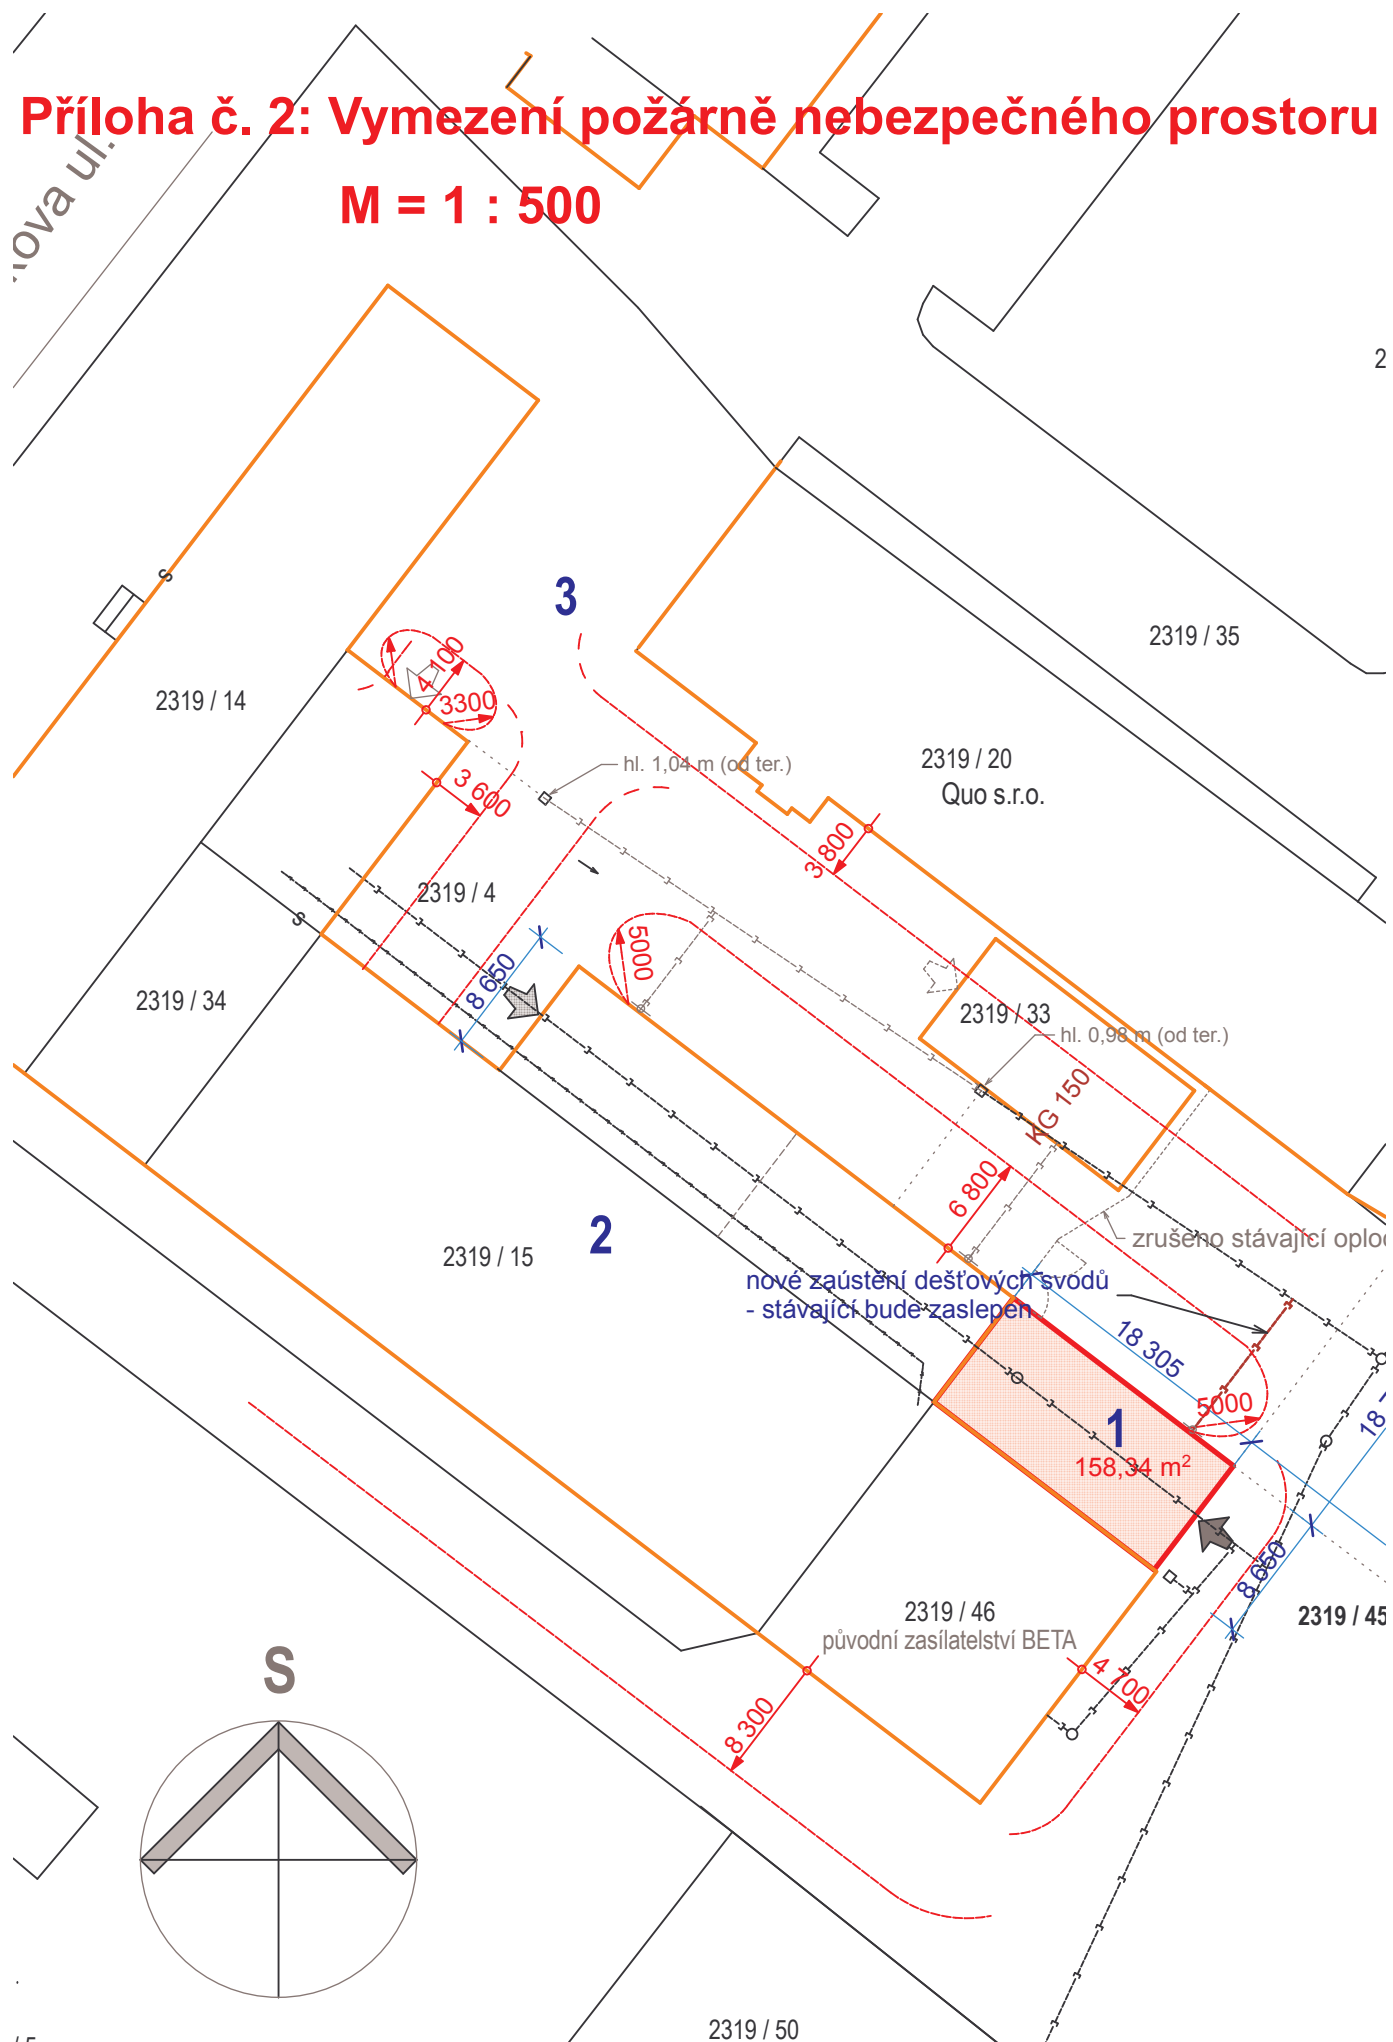 Příloha č. 2: Vymezení požárně nebezpečného prostoru
M = 1 : 500
ul.
3
2319 / 35
S
2319 / 14
4 100
3300
hl. 1,04 m (od ter.)
2319 / 20
Quo s.r.o.
3 600
3 800
2319 / 4
S
5000
8 650
2319 / 34
2319 / 33
hl. 0,98 m (od ter.)
KG 150
6 800
2
2319 / 15
zrušeno stávající
nové zaústění dešťových svodů
- stávající bude zaslepen
18 305
5000
18
1
158,34 m²
8 650
2319 / 46
původní zasílatelství BETA
2319 / 45
4 700
S
8 300
2319 / 50